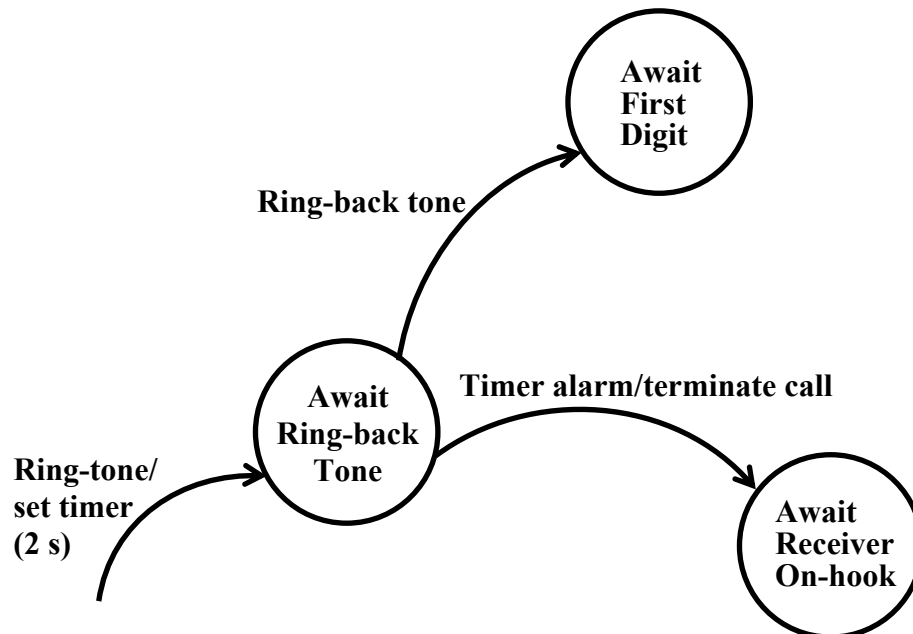 Await
First
Digit
Ring-back tone
Await
Ring-back
Tone
Timer alarm/terminate call
Ring-tone/
set timer
(2 s)
Await
Receiver
On-hook